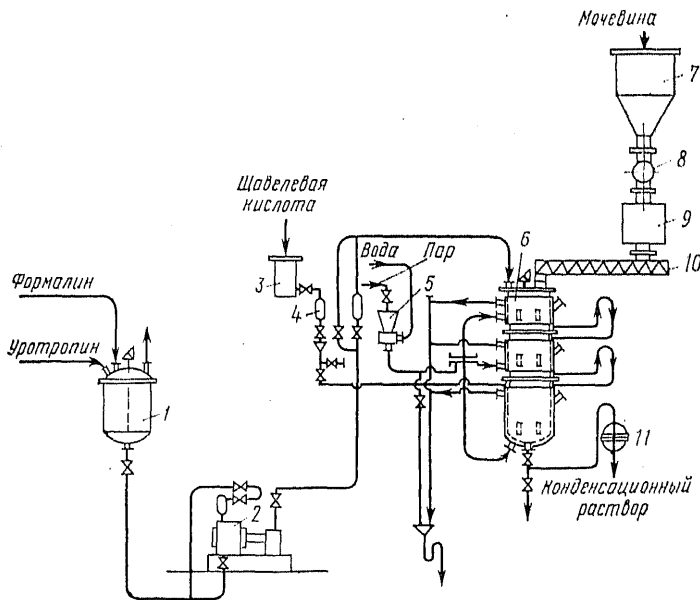 Мочевина
7
8
Щавелевая
кислота
9
Вода
Пар
6
10
3
5
Формалин
4
Уротропин
1
11
2
Конденсационный
раствор